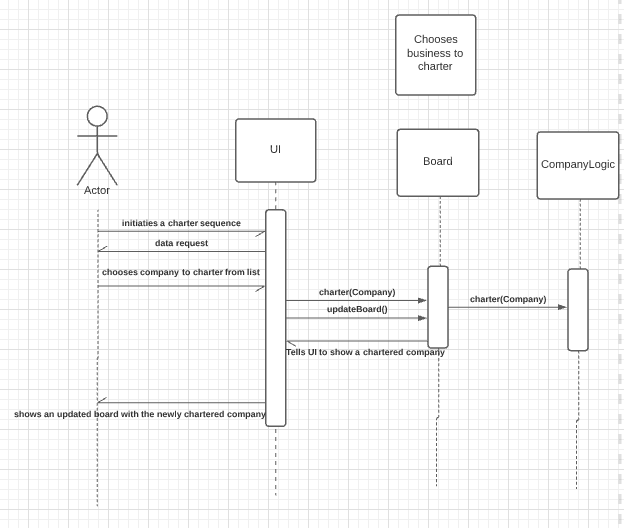 Chooses
business to
charter
UI
Board
CompanyLogic
Actor
initiaties a charter sequence
data request
chooses company to charter from list
charter(Company)
charter(Company)
updateBoard()
Tells UI to show a chartered company
shows an updated board with the newly chartered company